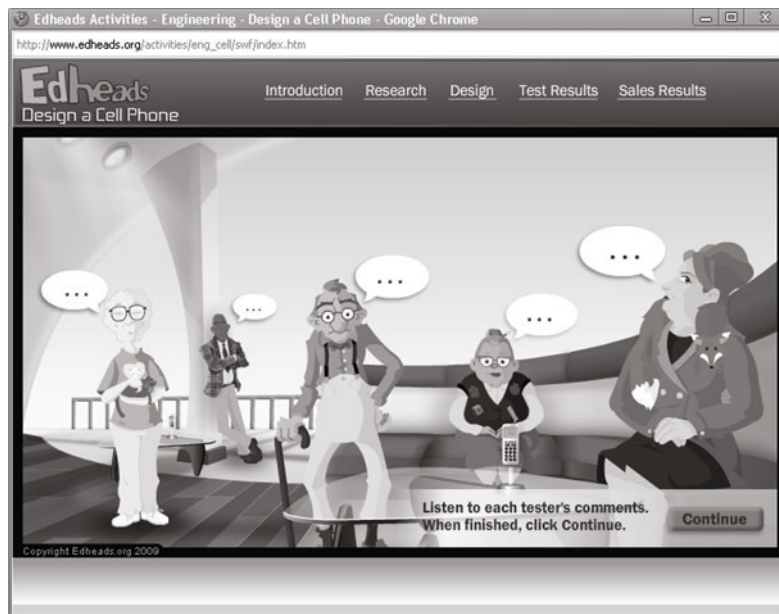 Edheads Activities - Engineering - Design a Cell Phone - Google Chrome
http://www.edheads.org/activities/eng_cell/swf/index.htm
Edheads
Design a Cell Phone
Introduction Research Design Test Results Sales Results
...
...
...
...
...
Listen to each tester's comments.
When finished, click Continue.
Continue
Copyright Edheads.org 2009